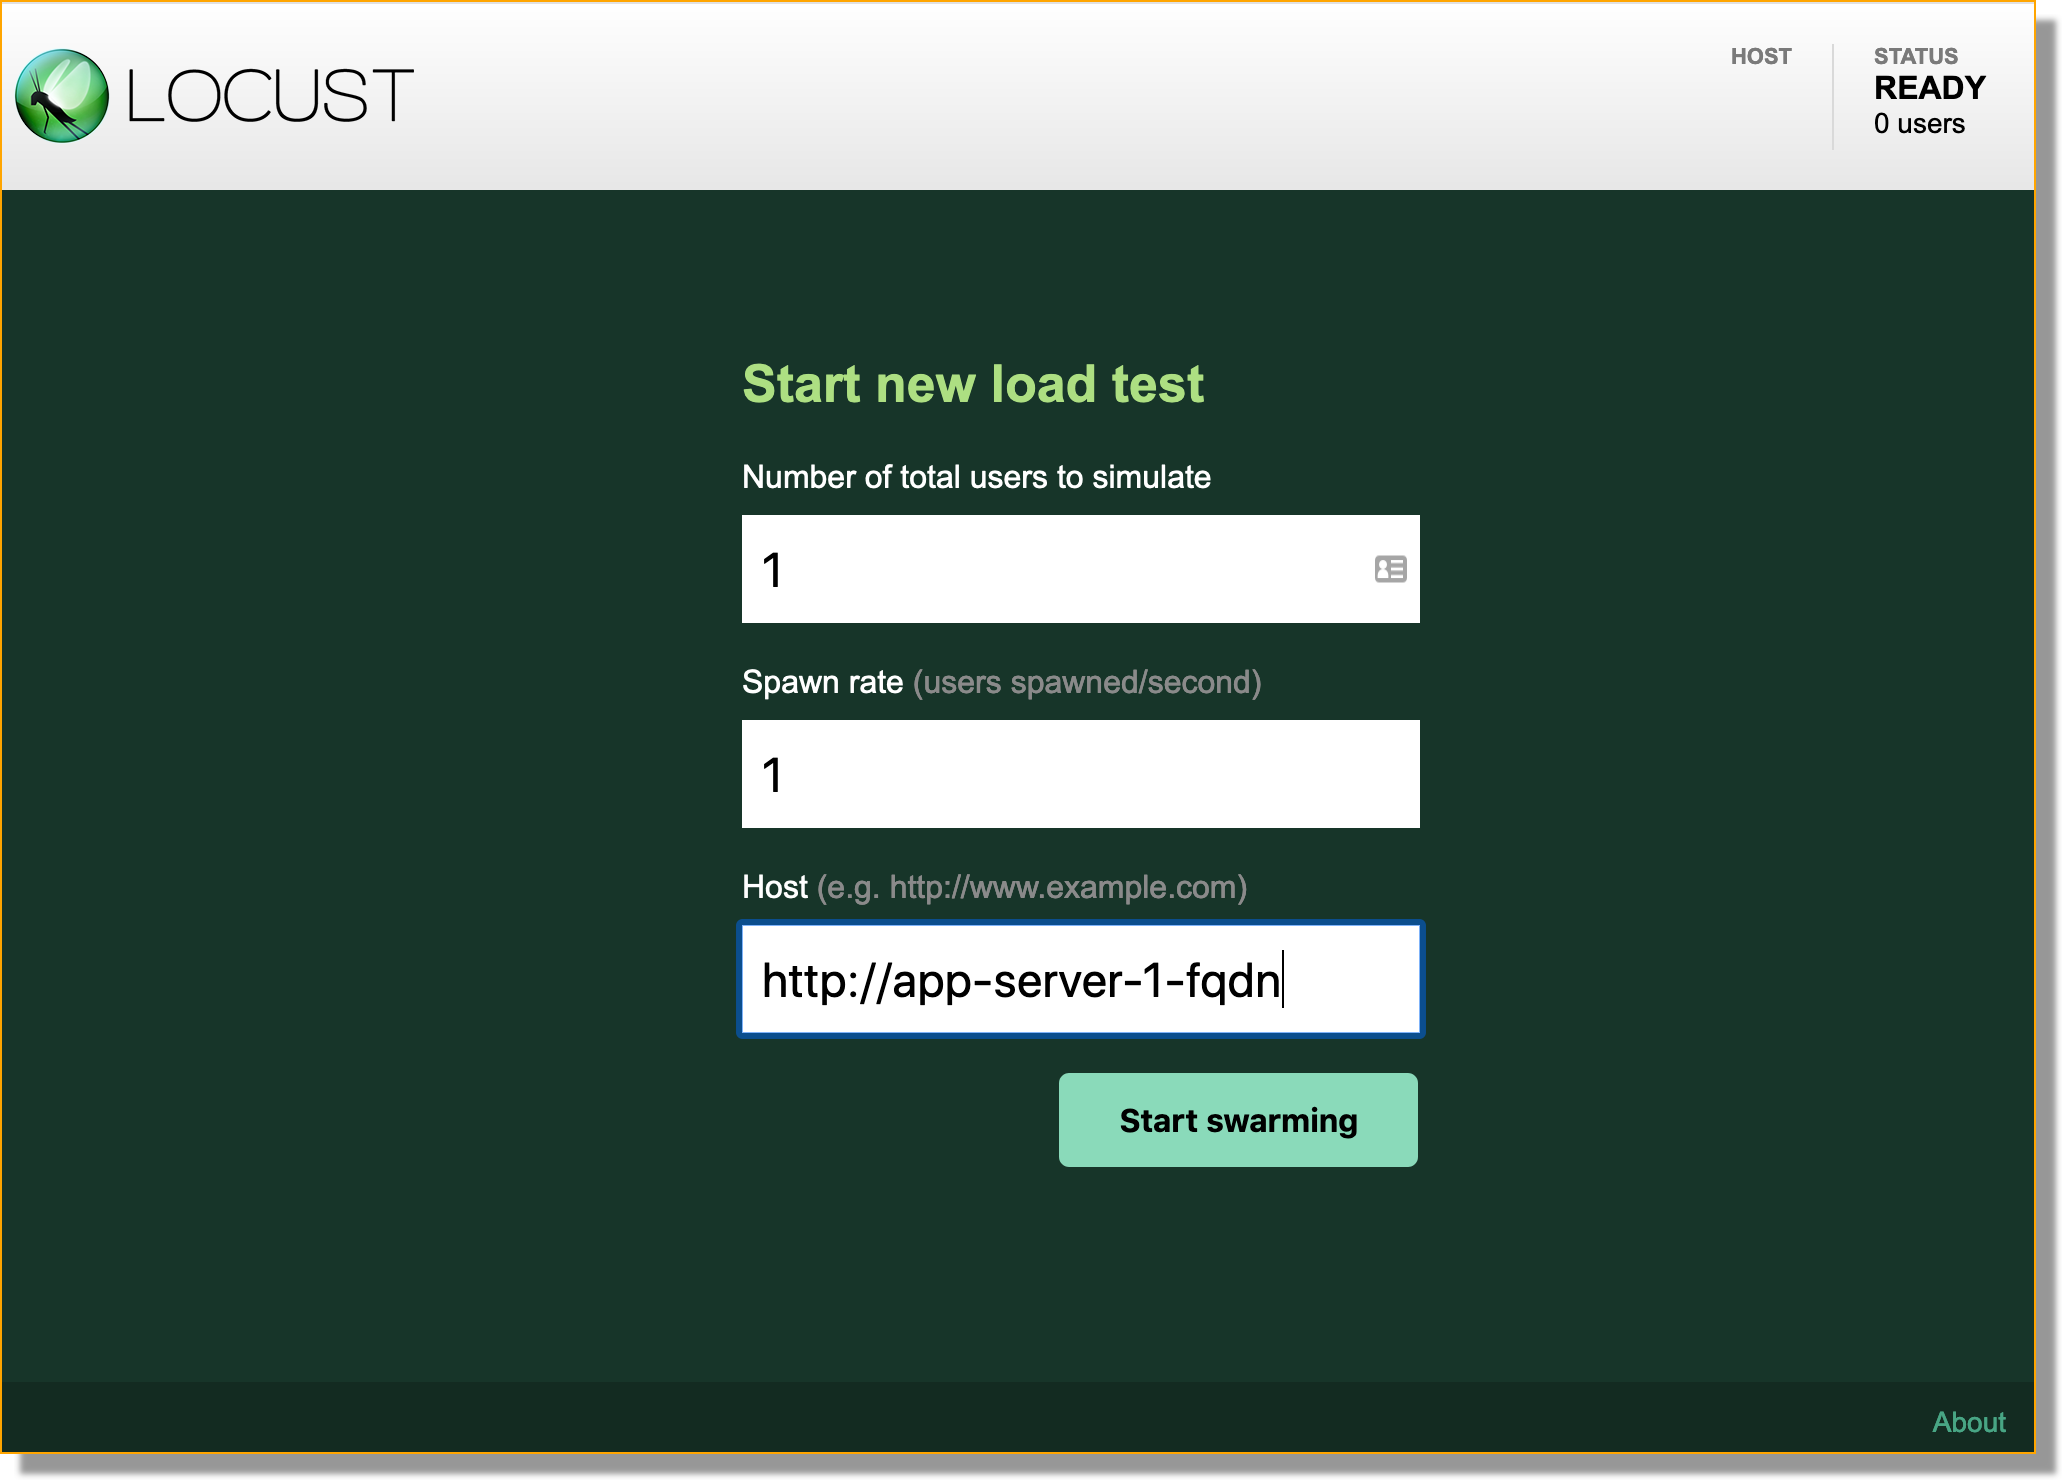 LOCUST
HOST
STATUS
READY
0 users
Start new load test
Number of total users to simulate
1
Spawn rate (users spawned/second)
1
Host (e.g. http://www.example.com)
http://app-server-1-fqdn
Start swarming
About